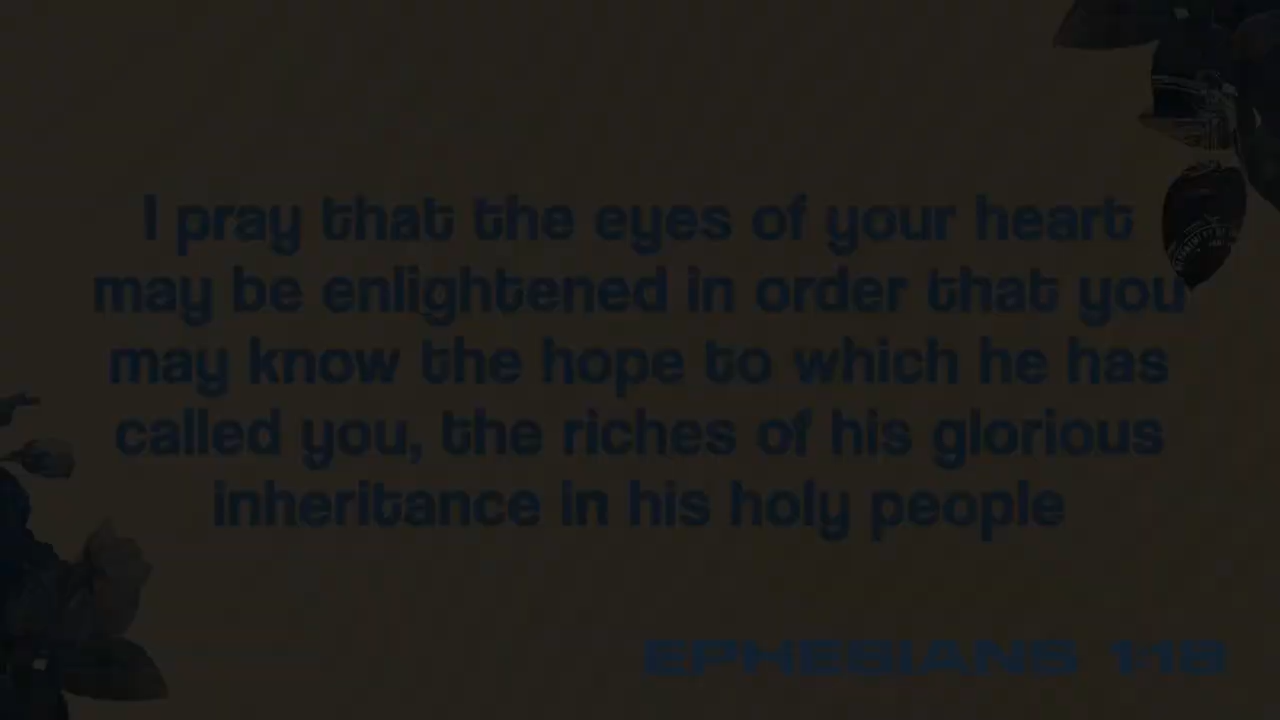 I pray that the eyes of your heart
may be enlightened in order that you
may know the hope to which he has
called you, the riches of his glorious
inheritance in his holy people
EPHESIANS 1:18